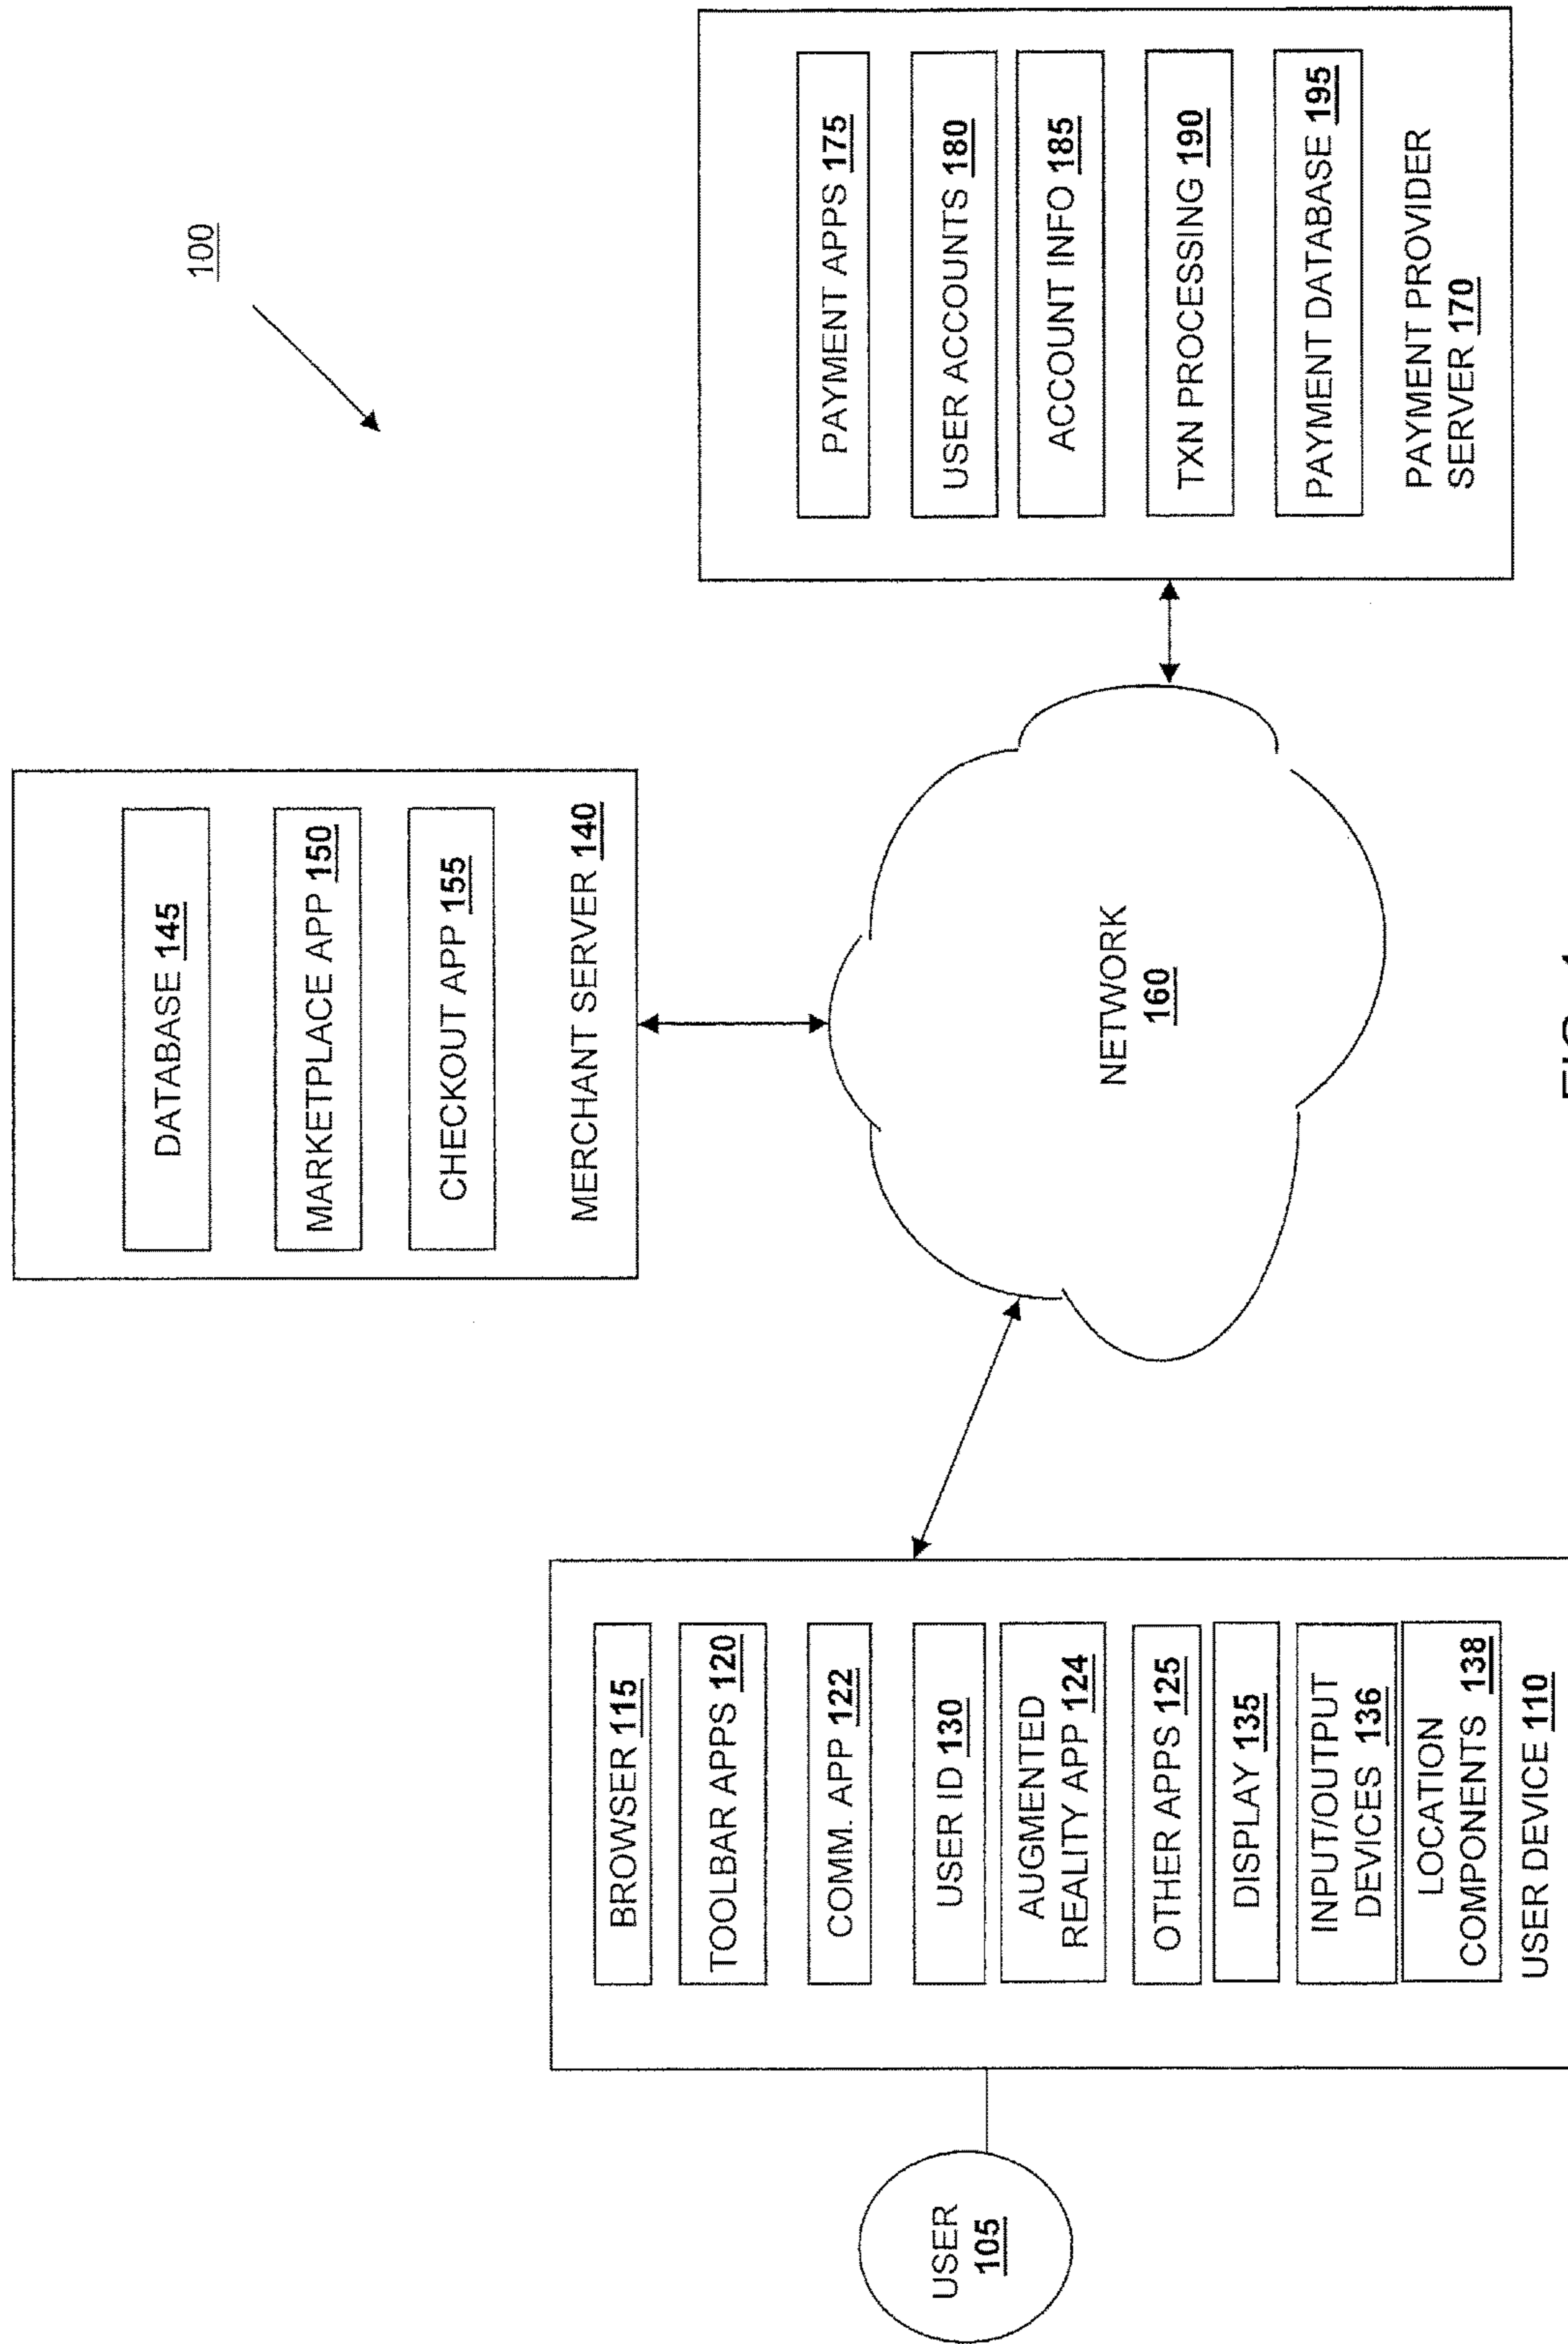 100
DATABASE 145
MARKETPLACE APP 150
CHECKOUT APP 155
MERCHANT SERVER 140
USER
105
BROWSER 115
TOOLBAR APPS 120
COMM. APP 122
USER ID 130
AUGMENTED
REALITY APP 124
OTHER APPS 125
DISPLAY 135
INPUT/OUTPUT
DEVICES 136
LOCATION
COMPONENTS 138
USER DEVICE 110
NETWORK
160
PAYMENT APPS 175
USER ACCOUNTS 180
ACCOUNT INFO 185
TXN PROCESSING 190
PAYMENT DATABASE 195
PAYMENT PROVIDER
SERVER 170